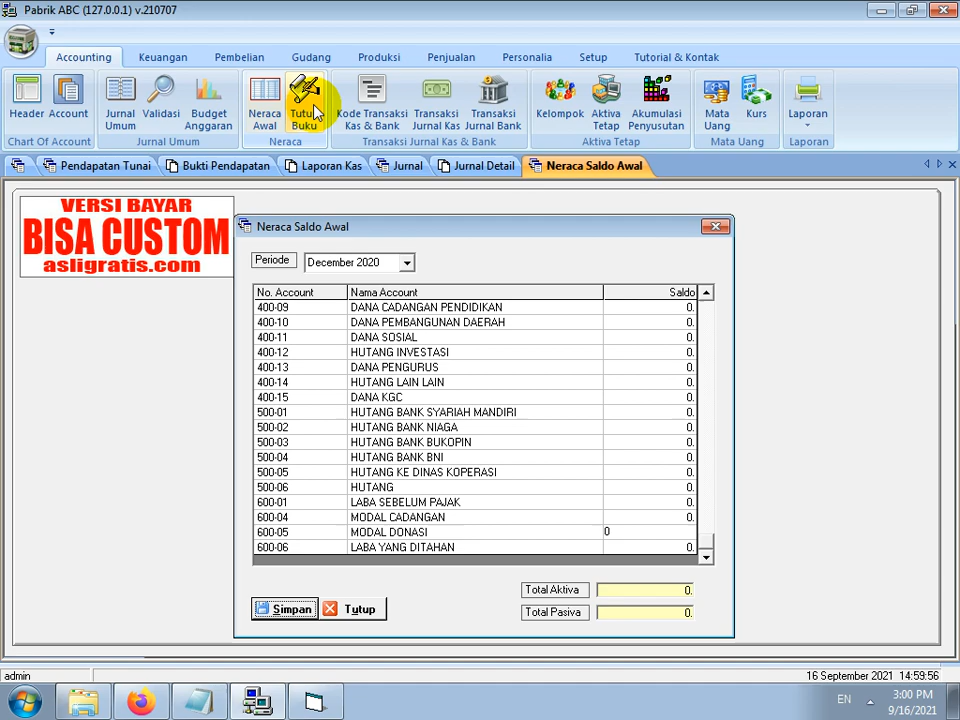 Pabrik ABC (127.0.0.1) v.210707
Accounting Keuangan Pembelian Gudang Produksi Penjualan Personalia Setup Tutorial & Kontak
Header Account Jurnal Umum Validasi Budget Anggaran Neraca Awal Tutup Buku Kode Transaksi Kas & Bank Transaksi Jurnal Kas Transaksi Jurnal Bank Kelompok Aktiva Tetap Akumulasi Penyusutan Mata Uang Kurs Laporan
Chart Of Account Jurnal Umum Neraca Transaksi Jurnal Kas & Bank Aktiva Tetap Mata Uang Laporan
Pendapatan Tunai Bukti Pendapatan Laporan Kas Jurnal Jurnal Detail Neraca Saldo Awal
VERSI BAYAR
BISA CUSTOM
asligratis.com
Neraca Saldo Awal
Periode December 2020
No. Account Nama Account Saldo
400-09 DANA CADANGAN PENDIDIKAN 0.
400-10 DANA PEMBANGUNAN DAERAH 0.
400-11 DANA SOSIAL 0.
400-12 HUTANG INVESTASI 0.
400-13 DANA PENGURUS 0.
400-14 HUTANG LAIN LAIN 0.
400-15 DANA KGC 0.
500-01 HUTANG BANK SYARIAH MANDIRI 0.
500-02 HUTANG BANK NIAGA 0.
500-03 HUTANG BANK BUKOPIN 0.
500-04 HUTANG BANK BNI 0.
500-05 HUTANG KE DINAS KOPERASI 0.
500-06 HUTANG 0.
600-01 LABA SEBELUM PAJAK 0.
600-04 MODAL CADANGAN 0.
600-05 MODAL DONASI 0
600-06 LABA YANG DITAHAN 0.
Total Aktiva 0.
Simpan Tutup
Total Pasiva 0.
admin 16 September 2021 14:59:56
EN 3:00 PM
9/16/2021